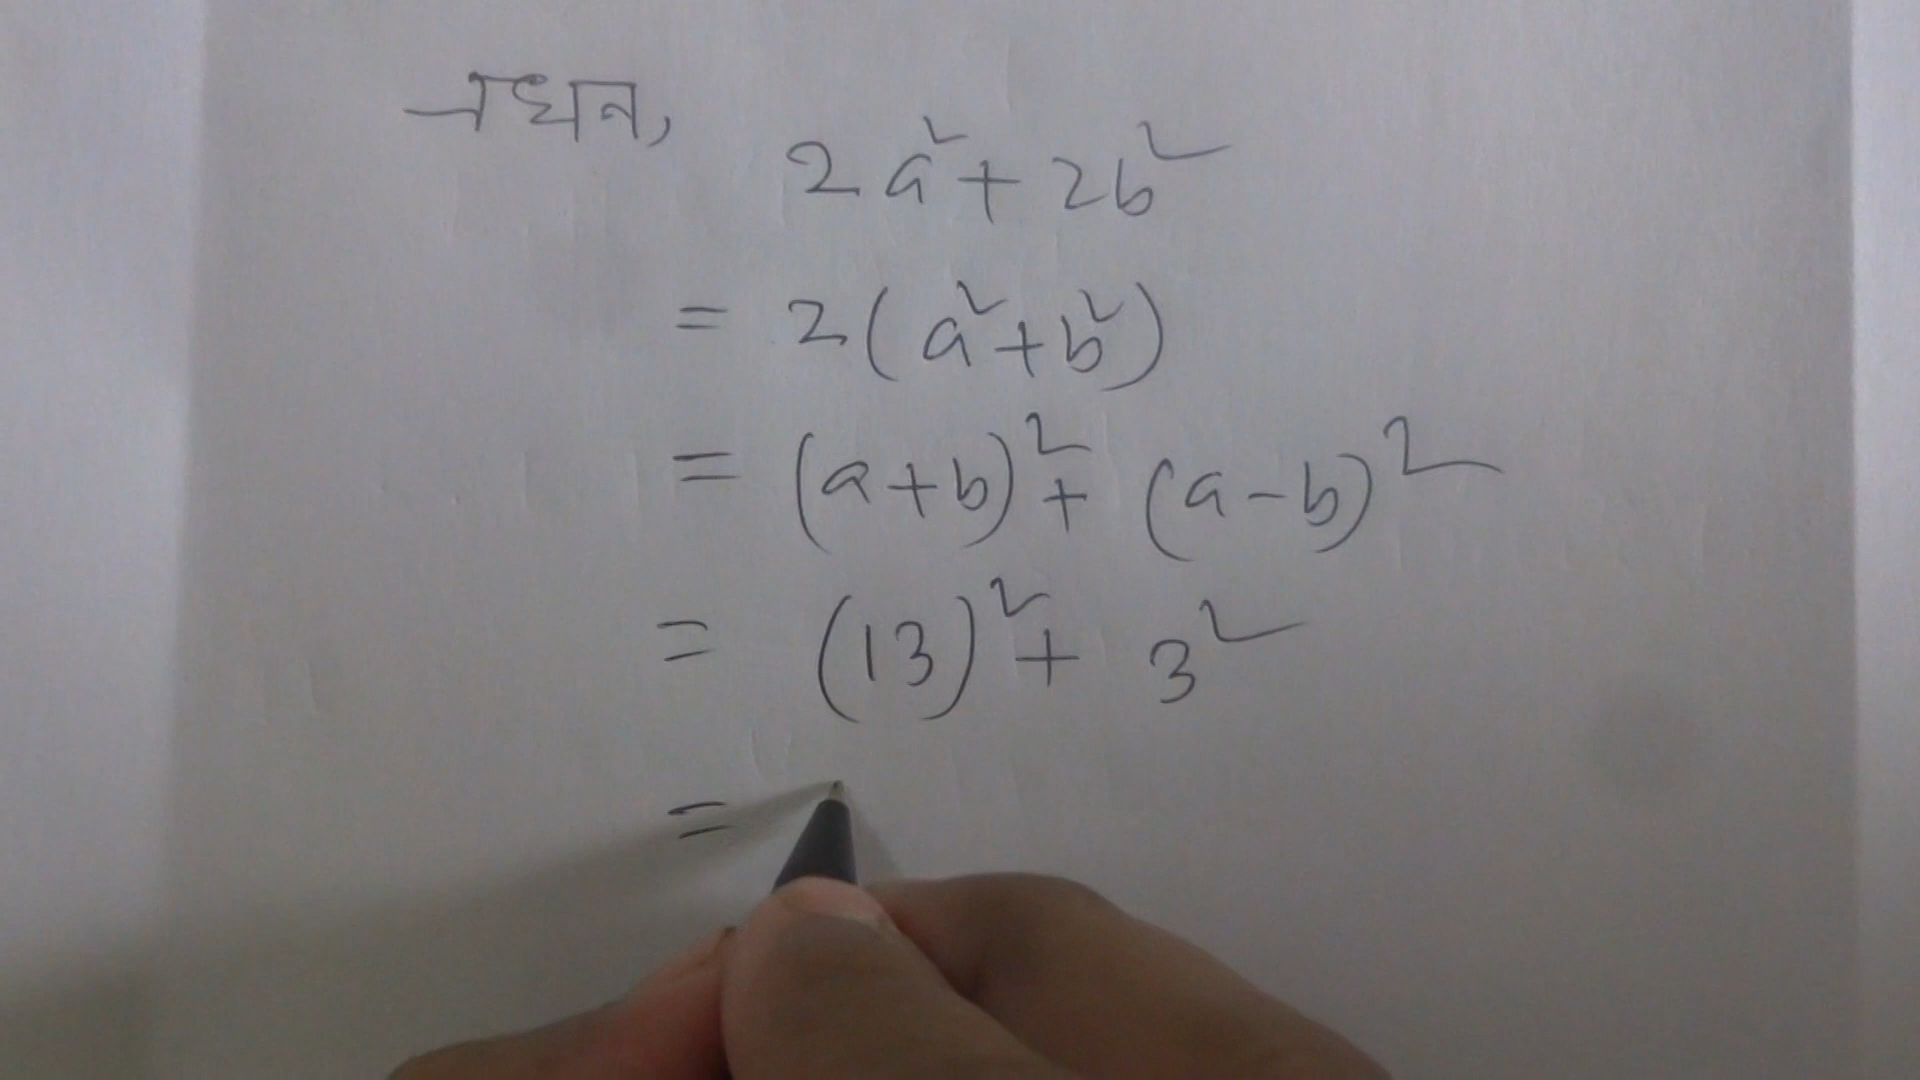 এখন,
2a² + 2b²
= 2(a² + b²)
= (a+b)² + (a-b)²
= (13)² + 3²
=